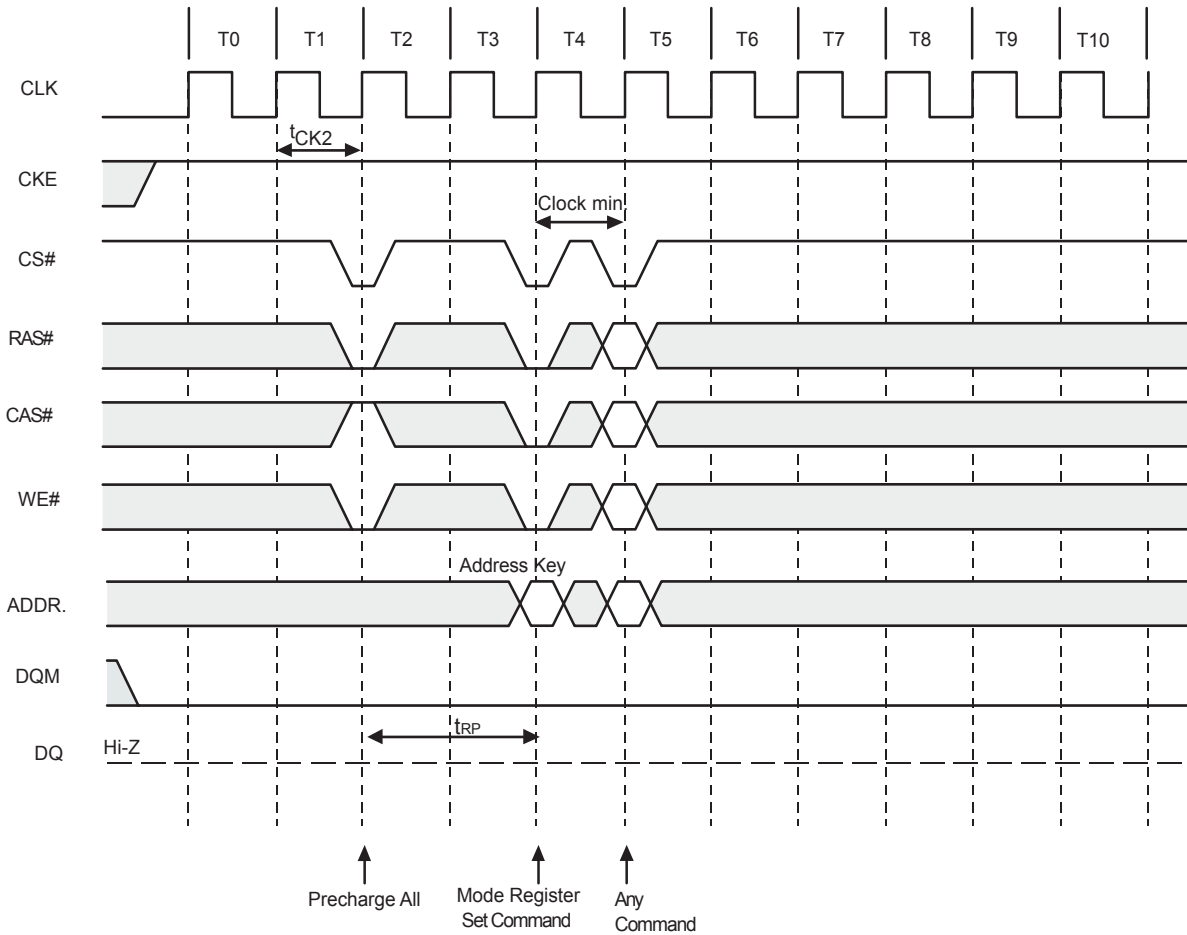 T0 T1 T2 T3 T4 T5 T6 T7 T8 T9 T10
CLK
tCK2
CKE
Clock min.
CS#
RAS#
CAS#
WE#
Address Key
ADDR.
DQM
tRP
DQ
Hi-Z
Precharge All
Mode Register
Set Command
Any
Command